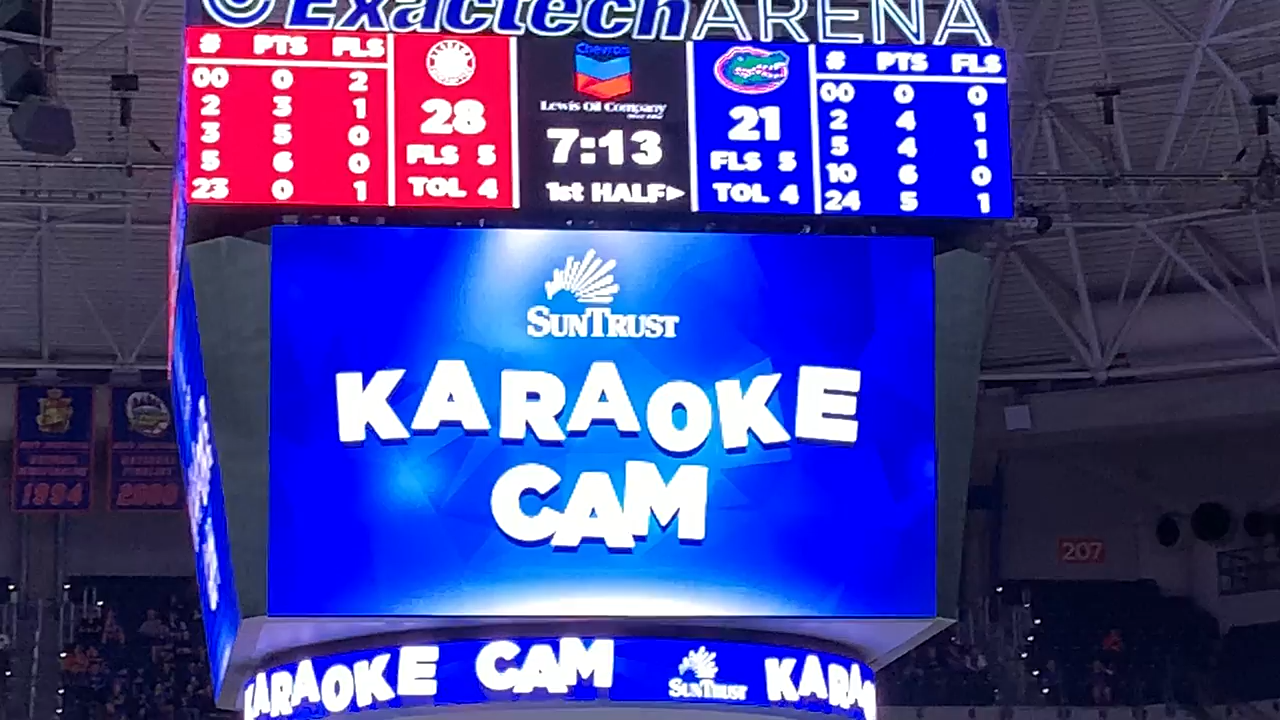 Exactech ARENA
# PTS FLS
00 0 2
2 3 1
3 5 0
5 6 0
23 0 1
28
FLS 5
TOL 4
Chevron
Lewis Oil Company
7:13
1st HALF►
21
FLS 5
TOL 4
# PTS FLS
00 0 0
2 4 1
5 4 1
10 6 0
24 5 1
SUNTRUST
KARAOKE
CAM
1994
2000
207
KARAOKE CAM SUNTRUST KARAO